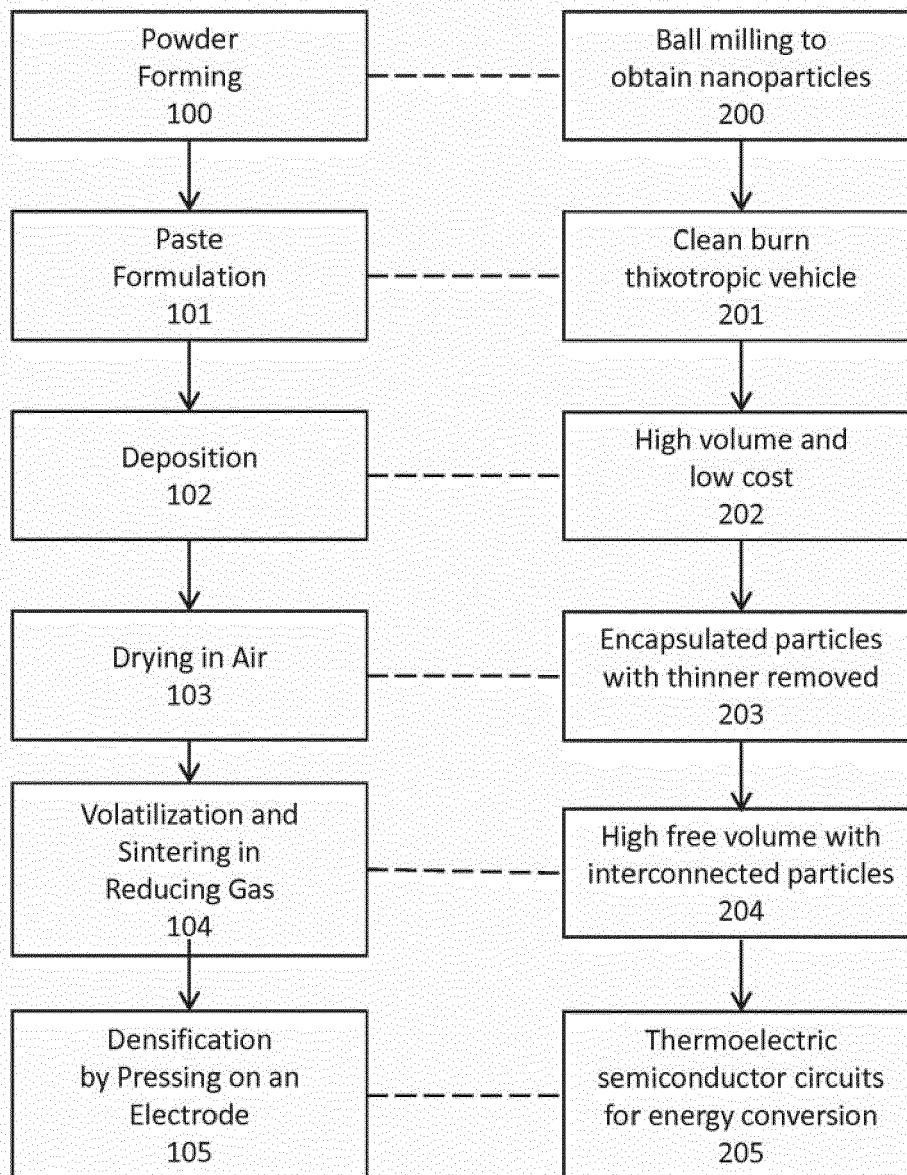 Powder
Forming
100
Ball milling to
obtain nanoparticles
200
Paste
Formulation
101
Clean burn
thixotropic vehicle
201
Deposition
102
High volume and
low cost
202
Drying in Air
103
Encapsulated particles
with thinner removed
203
Volatilization and
Sintering in
Reducing Gas
104
High free volume with
interconnected particles
204
Densification
by Pressing on an
Electrode
105
Thermoelectric
semiconductor circuits
for energy conversion
205